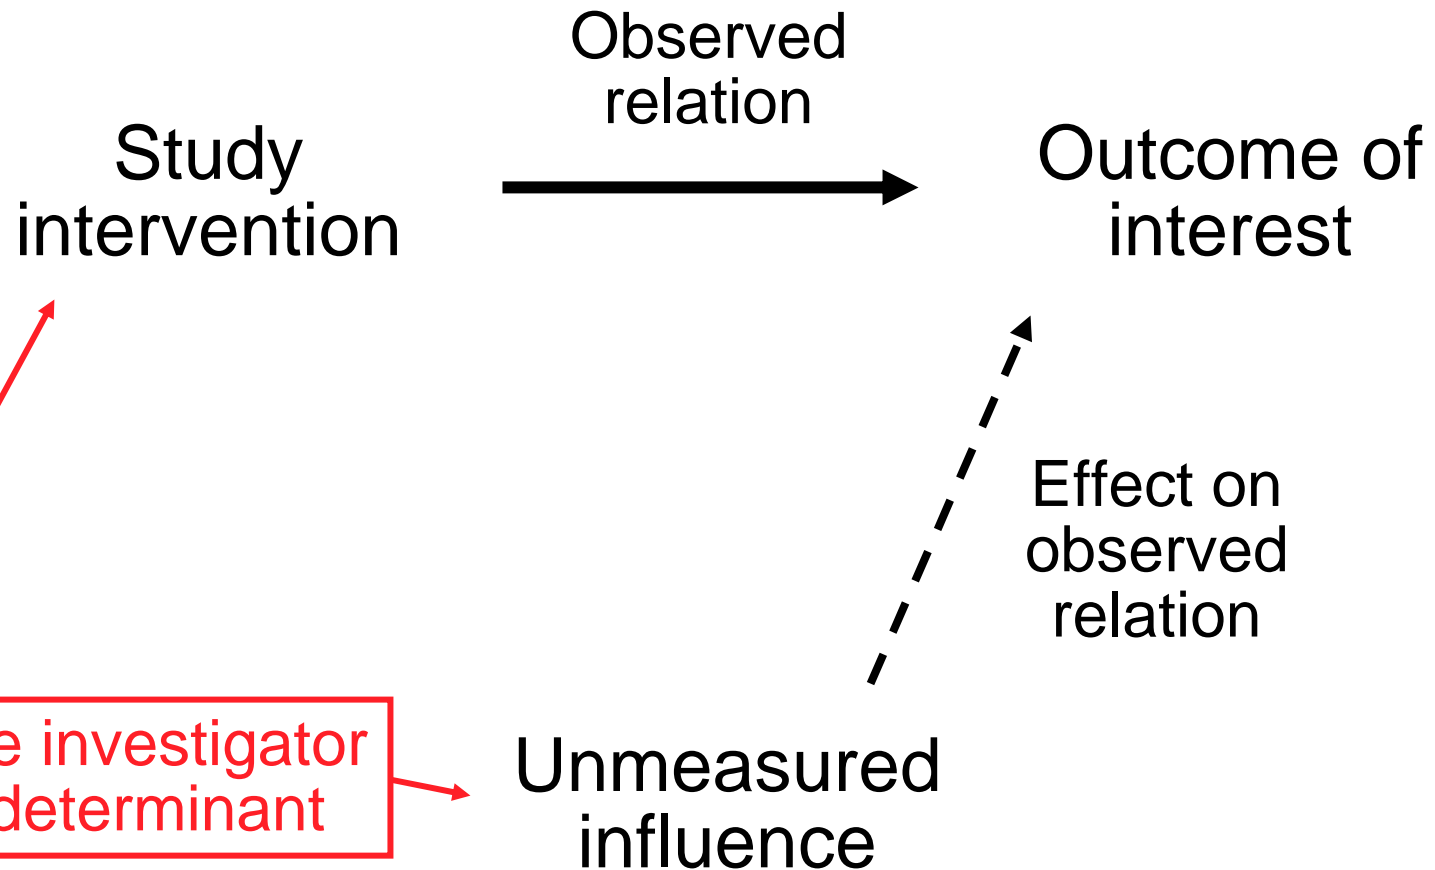 Observed
relation
Study
intervention
Outcome of
interest
Effect on
observed
relation
investigator
determinant
Unmeasured
influence